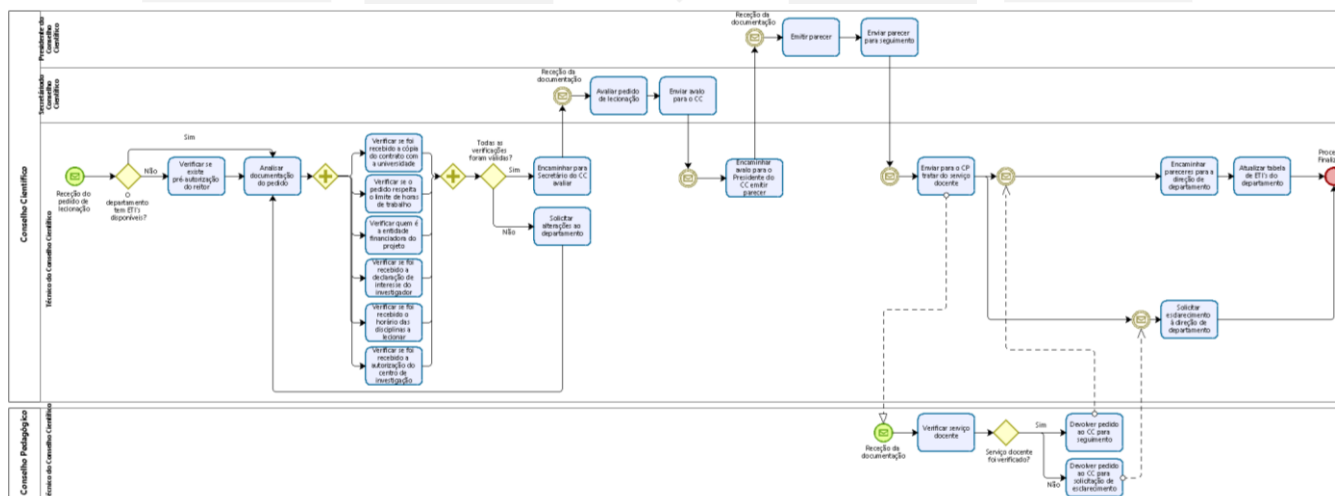 Conselho Científico
Presidente do
Conselho
Científico
Receção da
documentação
Emitir parecer
Enviar parecer
para seguimento
Secretário do
Conselho
Científico
Receção da
documentação
Avaliar pedido
de lecionação
Enviar avalo
para o CC
Técnico do Conselho Científico
Receção do
pedido de
lecionação
Sim
Não
O
departamento
tem ETI's
disponíveis?
Verificar se
existe
pré-autorização
do reitor
Analisar
documentação
do pedido
Verificar se foi
recebido a cópia
do contrato com
a universidade
Verificar se o
pedido respeita
o limite de horas
de trabalho
Verificar quem é
a entidade
financiadora do
projeto
Verificar se foi
recebido a
declaração de
interesse do
investigador
Verificar se foi
recebido o
horário das
disciplinas a
lecionar
Verificar se foi
recebido a
autorização do
centro de
investigação
Todas as
verificações
foram válidas?
Sim
Não
Encaminhar para
Secretário do CC
avaliar
Solicitar
alterações ao
departamento
Encaminhar
avalo para o
Presidente do
CC emitir
parecer
Enviar para o CP
tratar do serviço
docente
Encaminhar
pareceres para a
direção de
departamento
Atualizar tabela
de ETI's do
departamento
Solicitar
esclarecimento
à direção de
departamento
Conselho Pedagógico
Técnico do Conselho Científico
Receção da
documentação
Verificar serviço
docente
Serviço docente
foi verificado?
Sim
Não
Devolver pedido
ao CC para
seguimento
Devolver pedido
ao CC para
solicitação de
esclarecimento